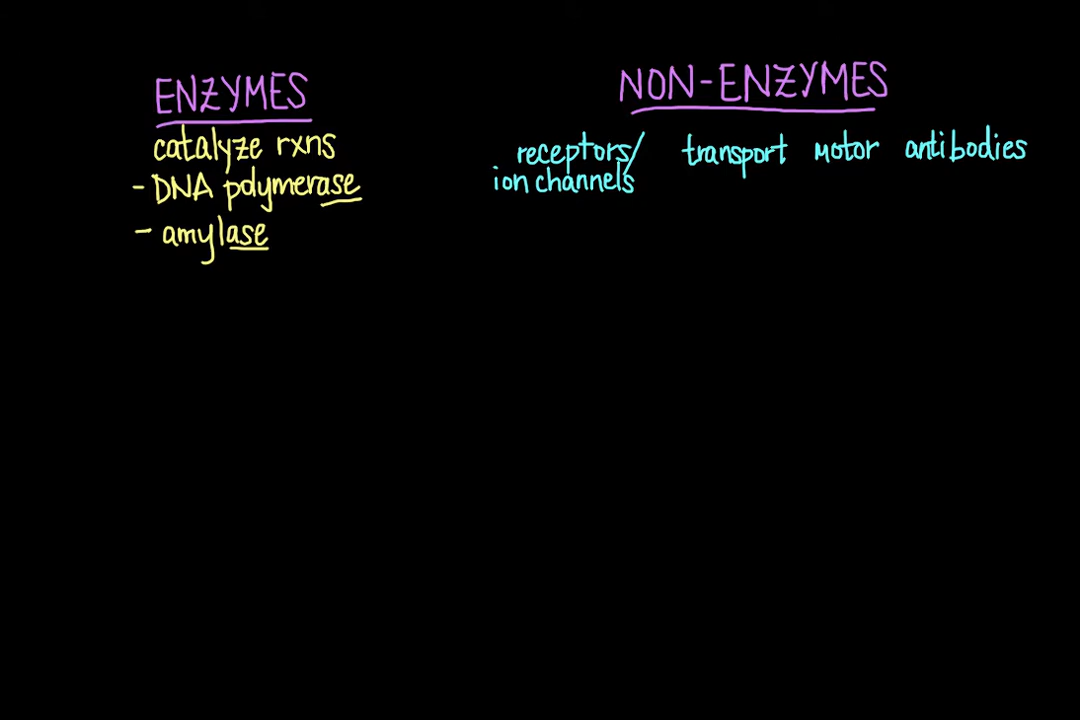 ENZYMES
catalyze rxns
- DNA polymerase
- amylase
NON-ENZYMES
receptors/ transport motor antibodies
ion channels